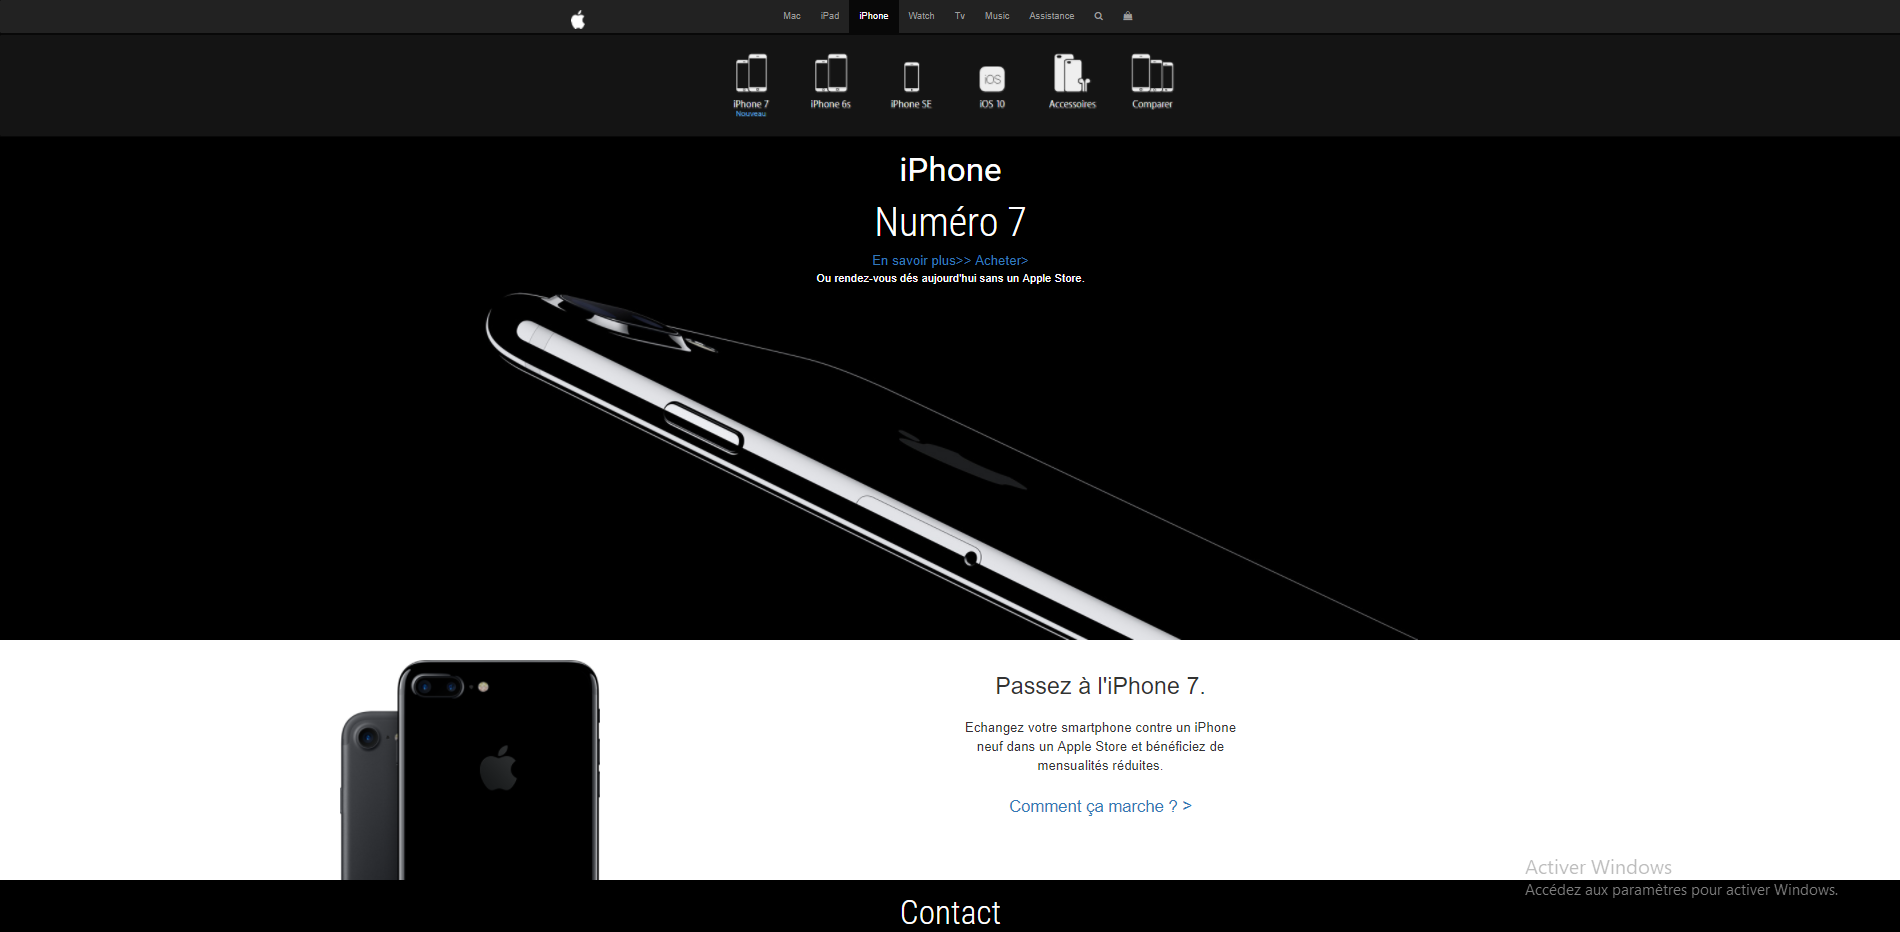 Mac iPad iPhone Watch Tv Music Assistance
iPhone 7 iPhone 6s iPhone SE iOS iOS 10 Accessoires Comparer
Nouveau
iPhone
Numéro 7
En savoir plus>> Acheter>
Ou rendez-vous dés aujourd'hui sans un Apple Store.
Passez à l'iPhone 7.
Echangez votre smartphone contre un iPhone
neuf dans un Apple Store et bénéficiez de
mensualités réduites.
Comment ça marche ? >
Activer Windows
Accédez aux paramètres pour activer Windows.
Contact